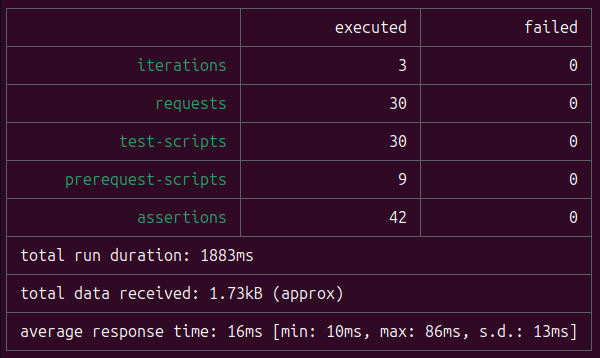 executed failed
iterations 3 0
requests 30 0
test-scripts 30 0
prerequest-scripts 9 0
assertions 42 0
total run duration: 1883ms
total data received: 1.73kB (approx)
average response time: 16ms [min: 10ms, max: 86ms, s.d.: 13ms]